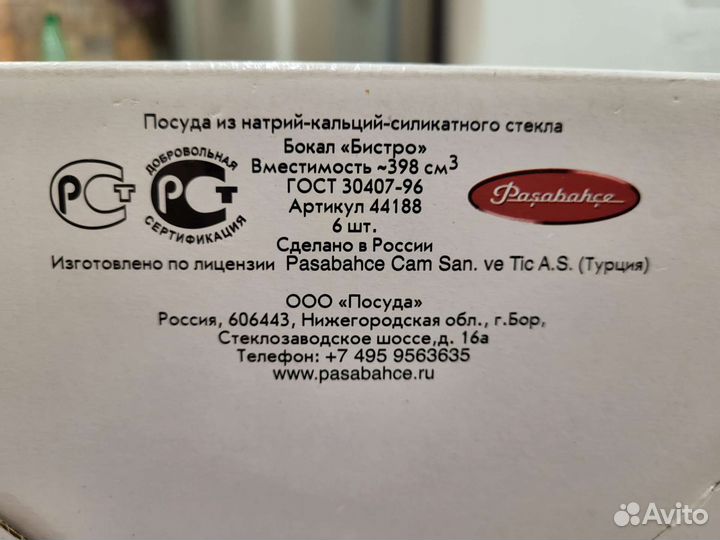 Посуда из натрий-кальций-силикатного стекла
Бокал «Бистро»
Вместимость ~398 см3
ГОСТ 30407-96
Артикул 44188
6 шт.
Сделано в России
Изготовлено по лицензии Pasabahce Cam San. ve Tic A.S. (Турция)
РСТ
ДОБРОВОЛЬНАЯ
РСТ
СЕРТИФИКАЦИЯ
Paşabahçe
ООО «Посуда»
Россия, 606443, Нижегородская обл., г.Бор,
Стеклозаводское шоссе,д. 16а
Телефон: +7 495 9563635
www.pasabahce.ru
Avito